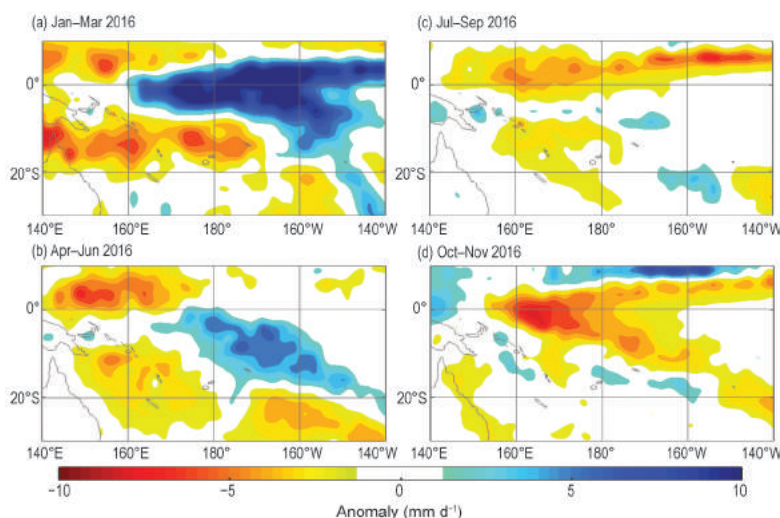 (a) Jan–Mar 2016
(c) Jul–Sep 2016
0°
0°
20°S
20°S
140°E 160°E 180° 160°W 140°W
140°E 160°E 180° 160°W 140°W
(b) Apr–Jun 2016
(d) Oct–Nov 2016
0°
0°
20°S
20°S
140°E 160°E 180° 160°W 140°W
140°E 160°E 180° 160°W 140°W
−10 −5 0 5 10
Anomaly (mm d⁻¹)